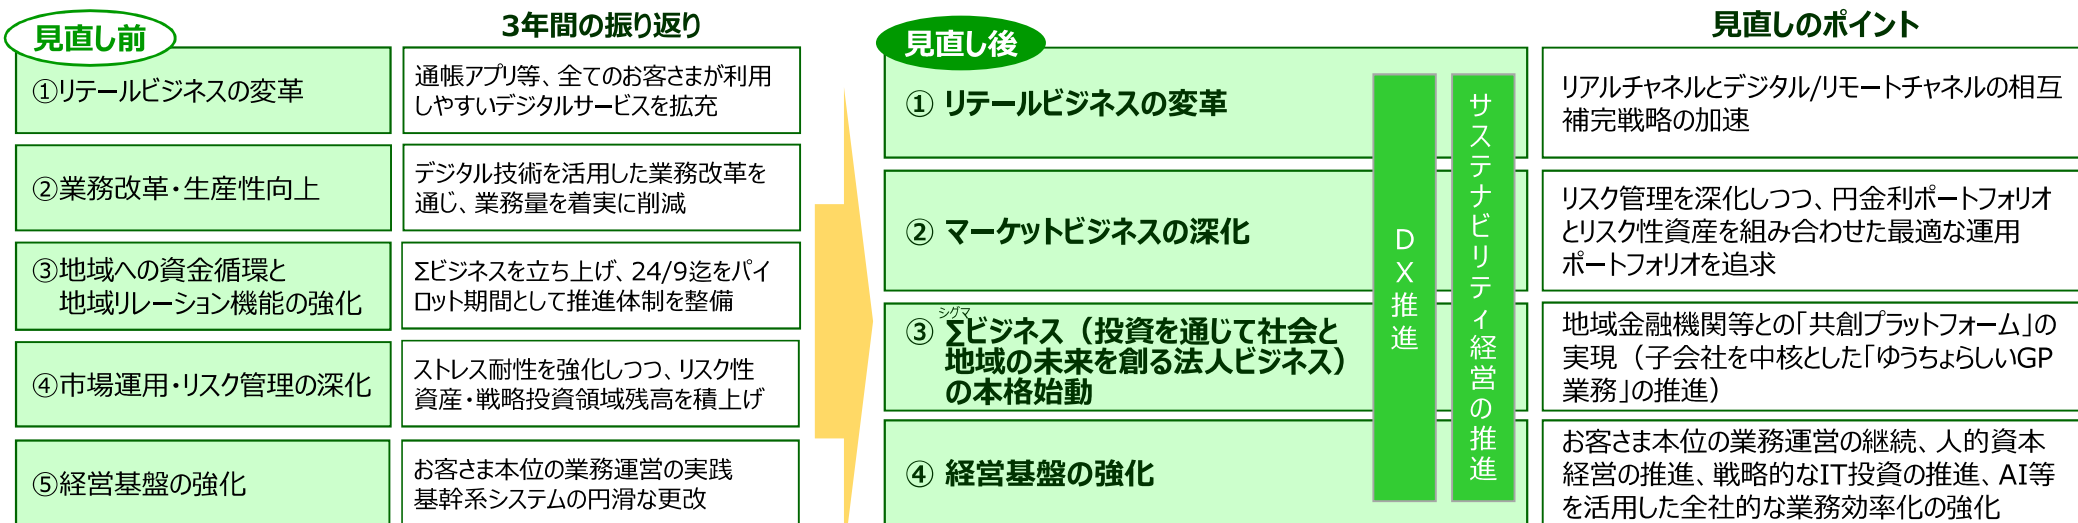 見直し前
3年間の振り返り
①リテールビジネスの変革
通帳アプリ等、全てのお客さまが利用
しやすいデジタルサービスを拡充
②業務改革・生産性向上
デジタル技術を活用した業務改革を
通じ、業務量を着実に削減
③地域への資金循環と
地域リレーション機能の強化
Σビジネスを立ち上げ、24/9迄をパイ
ロット期間として推進体制を整備
④市場運用・リスク管理の深化
ストレス耐性を強化しつつ、リスク性
資産・戦略投資領域残高を積上げ
⑤経営基盤の強化
お客さま本位の業務運営の実践
基幹系システムの円滑な更改
見直し後
見直しのポイント
① リテールビジネスの変革
リアルチャネルとデジタル/リモートチャネルの相互
補完戦略の加速
② マーケットビジネスの深化
リスク管理を深化しつつ、円金利ポートフォリオ
とリスク性資産を組み合わせた最適な運用
ポートフォリオを追求
シグマ
③ Σビジネス（投資を通じて社会と
地域の未来を創る法人ビジネス）
の本格始動
地域金融機関等との「共創プラットフォーム」の
実現（子会社を中核とした「ゆうちょらしいGP
業務」の推進）
④ 経営基盤の強化
お客さま本位の業務運営の継続、人的資本
経営の推進、戦略的なIT投資の推進、AI等
を活用した全社的な業務効率化の強化
DX推進
サステナビリティ経営の推進